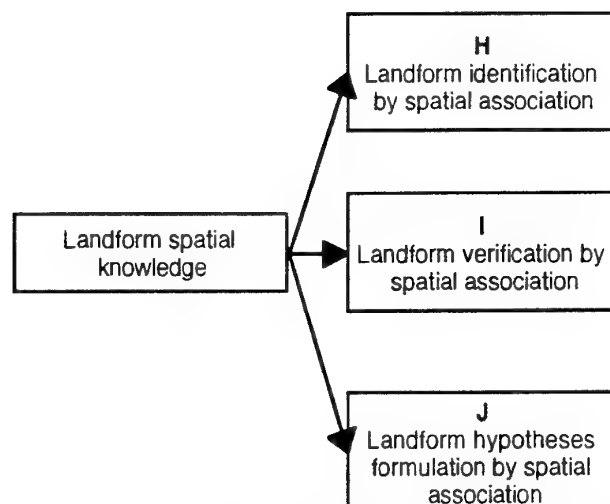 H
Landform identification
by spatial association
Landform spatial
knowledge
I
Landform verification by
spatial association
J
Landform hypotheses
formulation by spatial
association